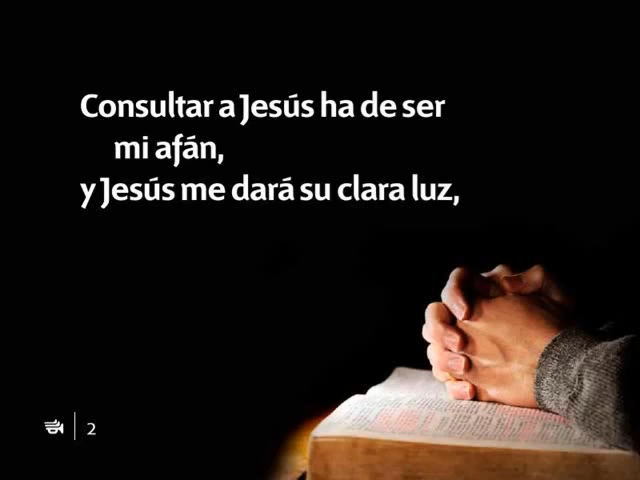 Consultar a Jesús ha de ser
mi afán,
y Jesús me dará su clara luz,
2